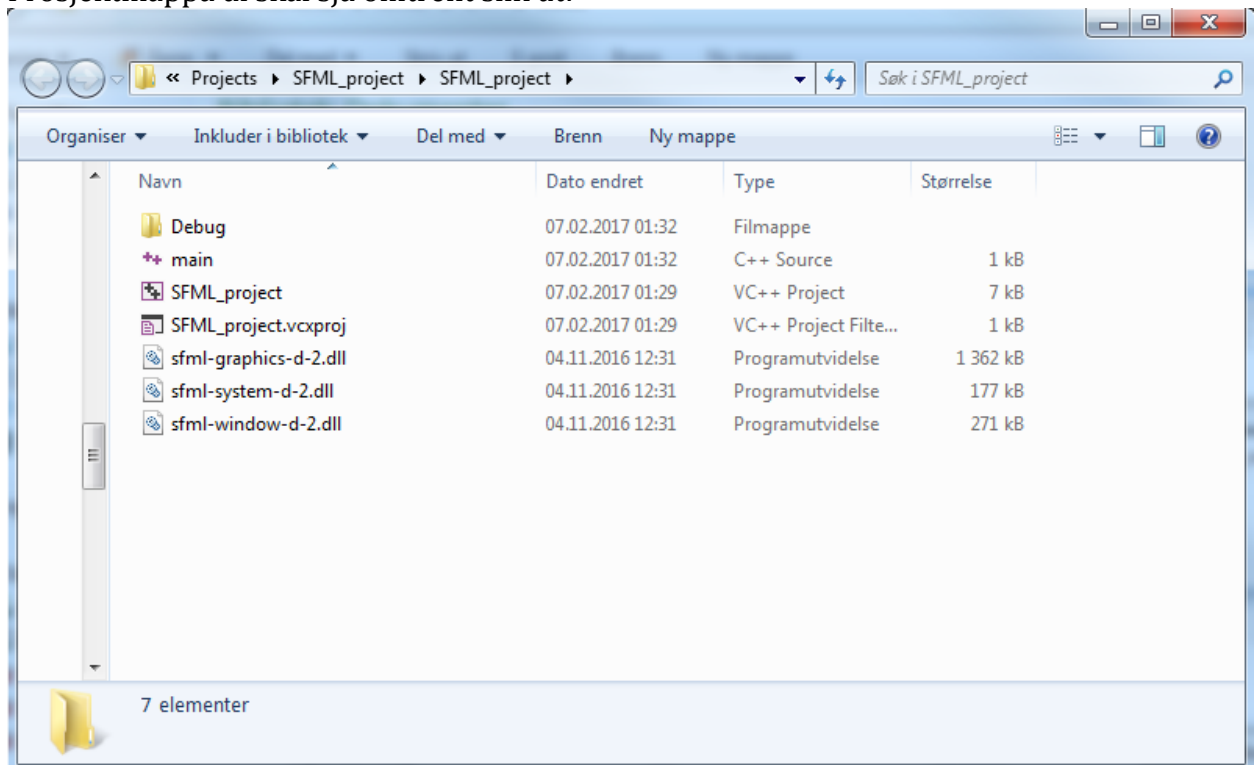 « Projects ▸ SFML_project ▸ SFML_project ▸ Søk i SFML_project
Organiser Inkluder i bibliotek Del med Brenn Ny mappe
Navn Dato endret Type Størrelse
Debug 07.02.2017 01:32 Filmappe
main 07.02.2017 01:32 C++ Source 1 kB
SFML_project 07.02.2017 01:29 VC++ Project 7 kB
SFML_project.vcxproj 07.02.2017 01:29 VC++ Project Filte... 1 kB
sfml-graphics-d-2.dll 04.11.2016 12:31 Programutvidelse 1 362 kB
sfml-system-d-2.dll 04.11.2016 12:31 Programutvidelse 177 kB
sfml-window-d-2.dll 04.11.2016 12:31 Programutvidelse 271 kB
7 elementer